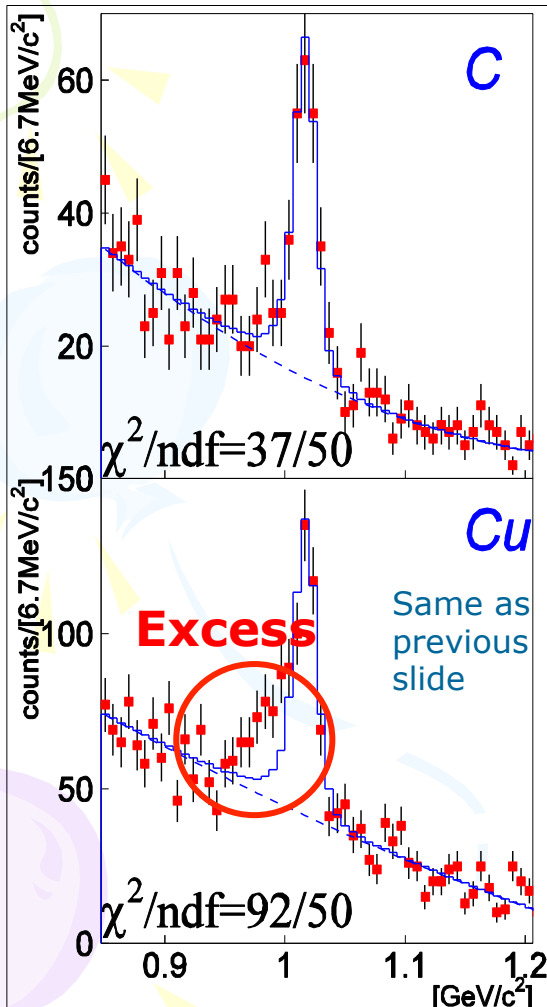 C
counts/[6.7MeV/c²]
60
40
20
χ²/ndf=37/50
150
Cu
counts/[6.7MeV/c²]
Excess
Same as
previous
slide
100
50
χ²/ndf=92/50
0
0.9
1
1.1
1.2
[GeV/c²]